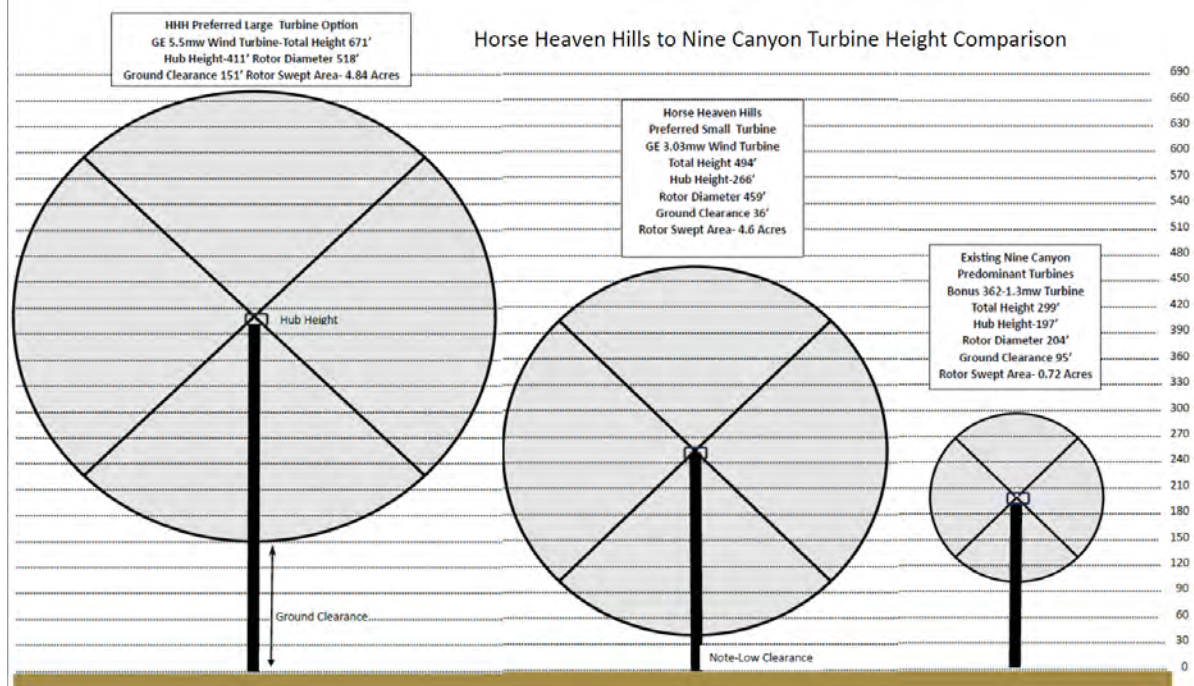 HHH Preferred Large Turbine Option
GE 5.5mw Wind Turbine-Total Height 671'
Hub Height-411' Rotor Diameter 518'
Ground Clearance 151' Rotor Swept Area- 4.84 Acres
Horse Heaven Hills to Nine Canyon Turbine Height Comparison
Horse Heaven Hills
Preferred Small Turbine
GE 3.03mw Wind Turbine
Total Height 494'
Hub Height-266'
Rotor Diameter 459'
Ground Clearance 36'
Rotor Swept Area- 4.6 Acres
Existing Nine Canyon
Predominant Turbines
Bonus 362-1.3mw Turbine
Total Height 299'
Hub Height-197'
Rotor Diameter 204'
Ground Clearance 95'
Rotor Swept Area- 0.72 Acres
Hub Height
Ground Clearance
Note-Low Clearance
690
660
630
600
570
540
510
480
450
420
390
360
330
300
270
240
210
180
150
120
90
60
30
0